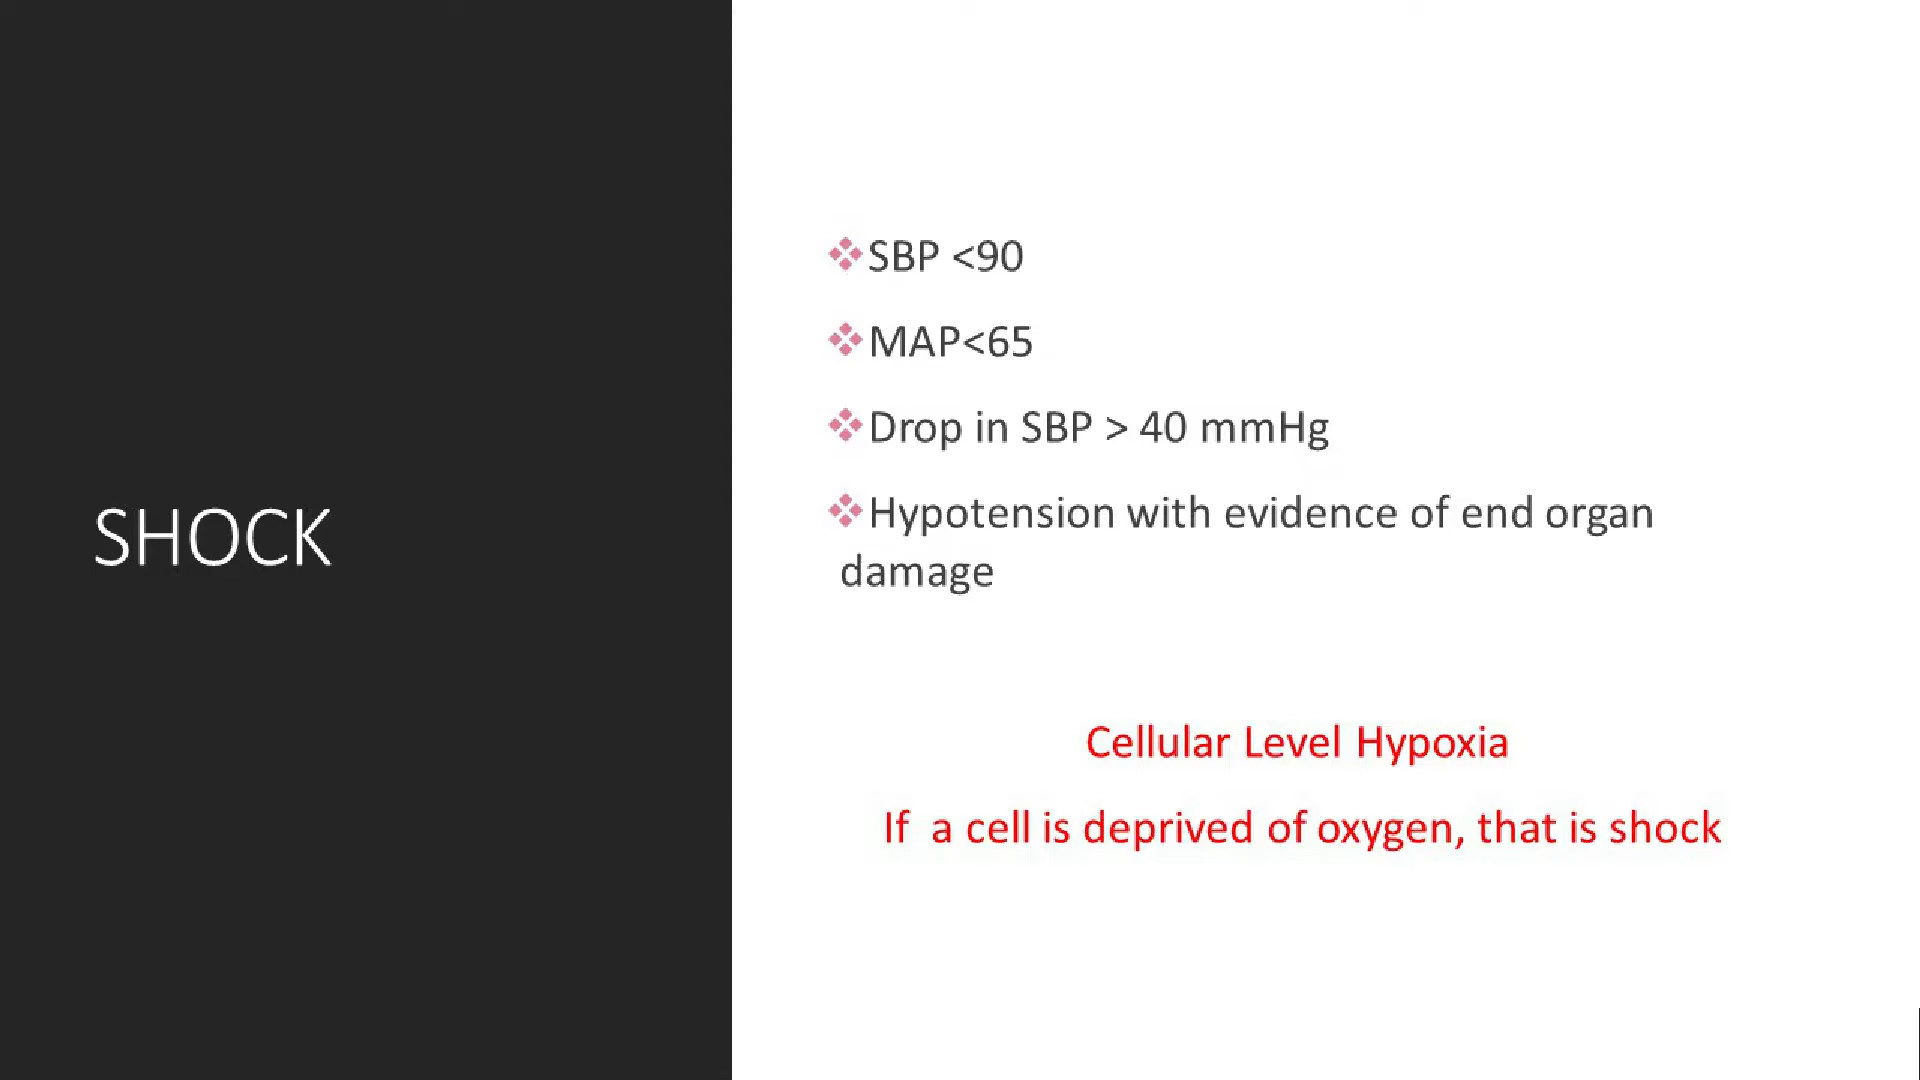 SHOCK
❖SBP <90
❖MAP<65
❖Drop in SBP > 40 mmHg
❖Hypotension with evidence of end organ
damage
Cellular Level Hypoxia
If  a cell is deprived of oxygen, that is shock